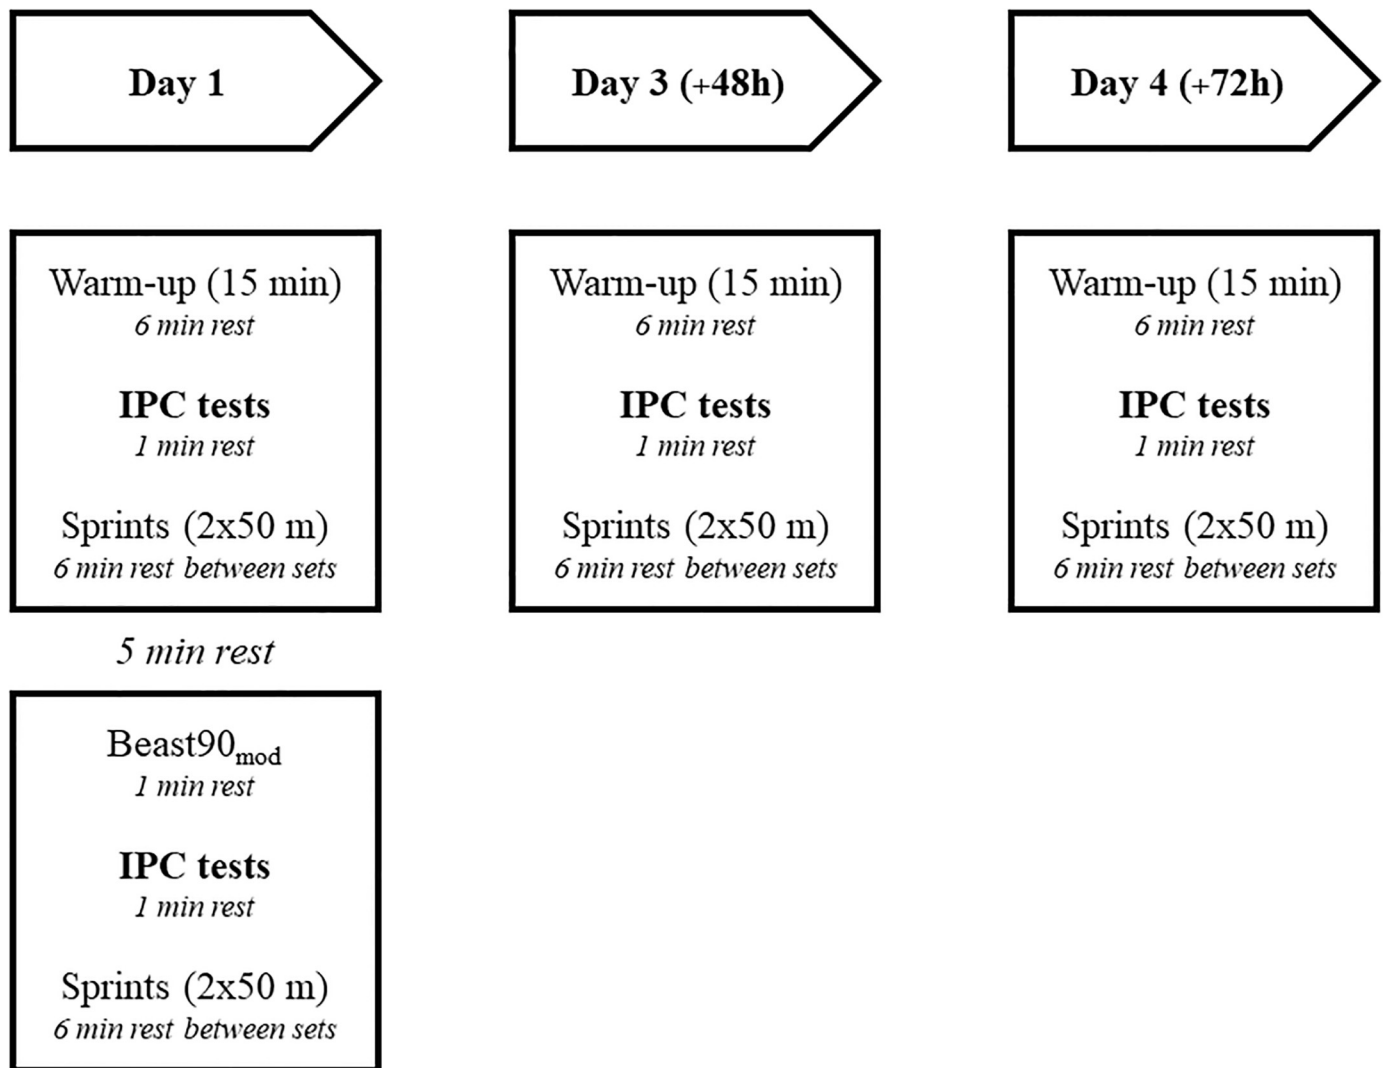 Day 1
Day 3 (+48h)
Day 4 (+72h)
Warm-up (15 min)
6 min rest
IPC tests
1 min rest
Sprints (2x50 m)
6 min rest between sets
Warm-up (15 min)
6 min rest
IPC tests
1 min rest
Sprints (2x50 m)
6 min rest between sets
Warm-up (15 min)
6 min rest
IPC tests
1 min rest
Sprints (2x50 m)
6 min rest between sets
5 min rest
Beast90mod
1 min rest
IPC tests
1 min rest
Sprints (2x50 m)
6 min rest between sets